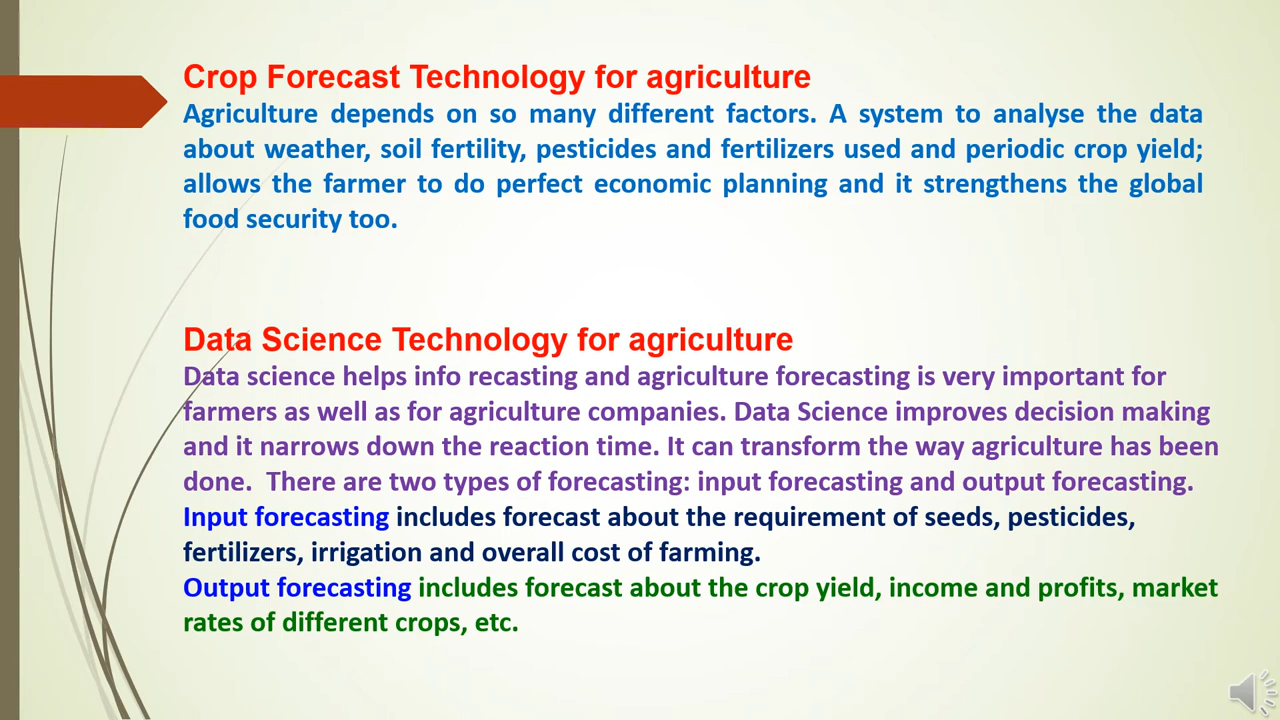 Crop Forecast Technology for agriculture
Agriculture depends on so many different factors. A system to analyse the data
about weather, soil fertility, pesticides and fertilizers used and periodic crop yield;
allows the farmer to do perfect economic planning and it strengthens the global
food security too.
Data Science Technology for agriculture
Data science helps info recasting and agriculture forecasting is very important for
farmers as well as for agriculture companies. Data Science improves decision making
and it narrows down the reaction time. It can transform the way agriculture has been
done.  There are two types of forecasting: input forecasting and output forecasting.
Input forecasting includes forecast about the requirement of seeds, pesticides,
fertilizers, irrigation and overall cost of farming.
Output forecasting includes forecast about the crop yield, income and profits, market
rates of different crops, etc.